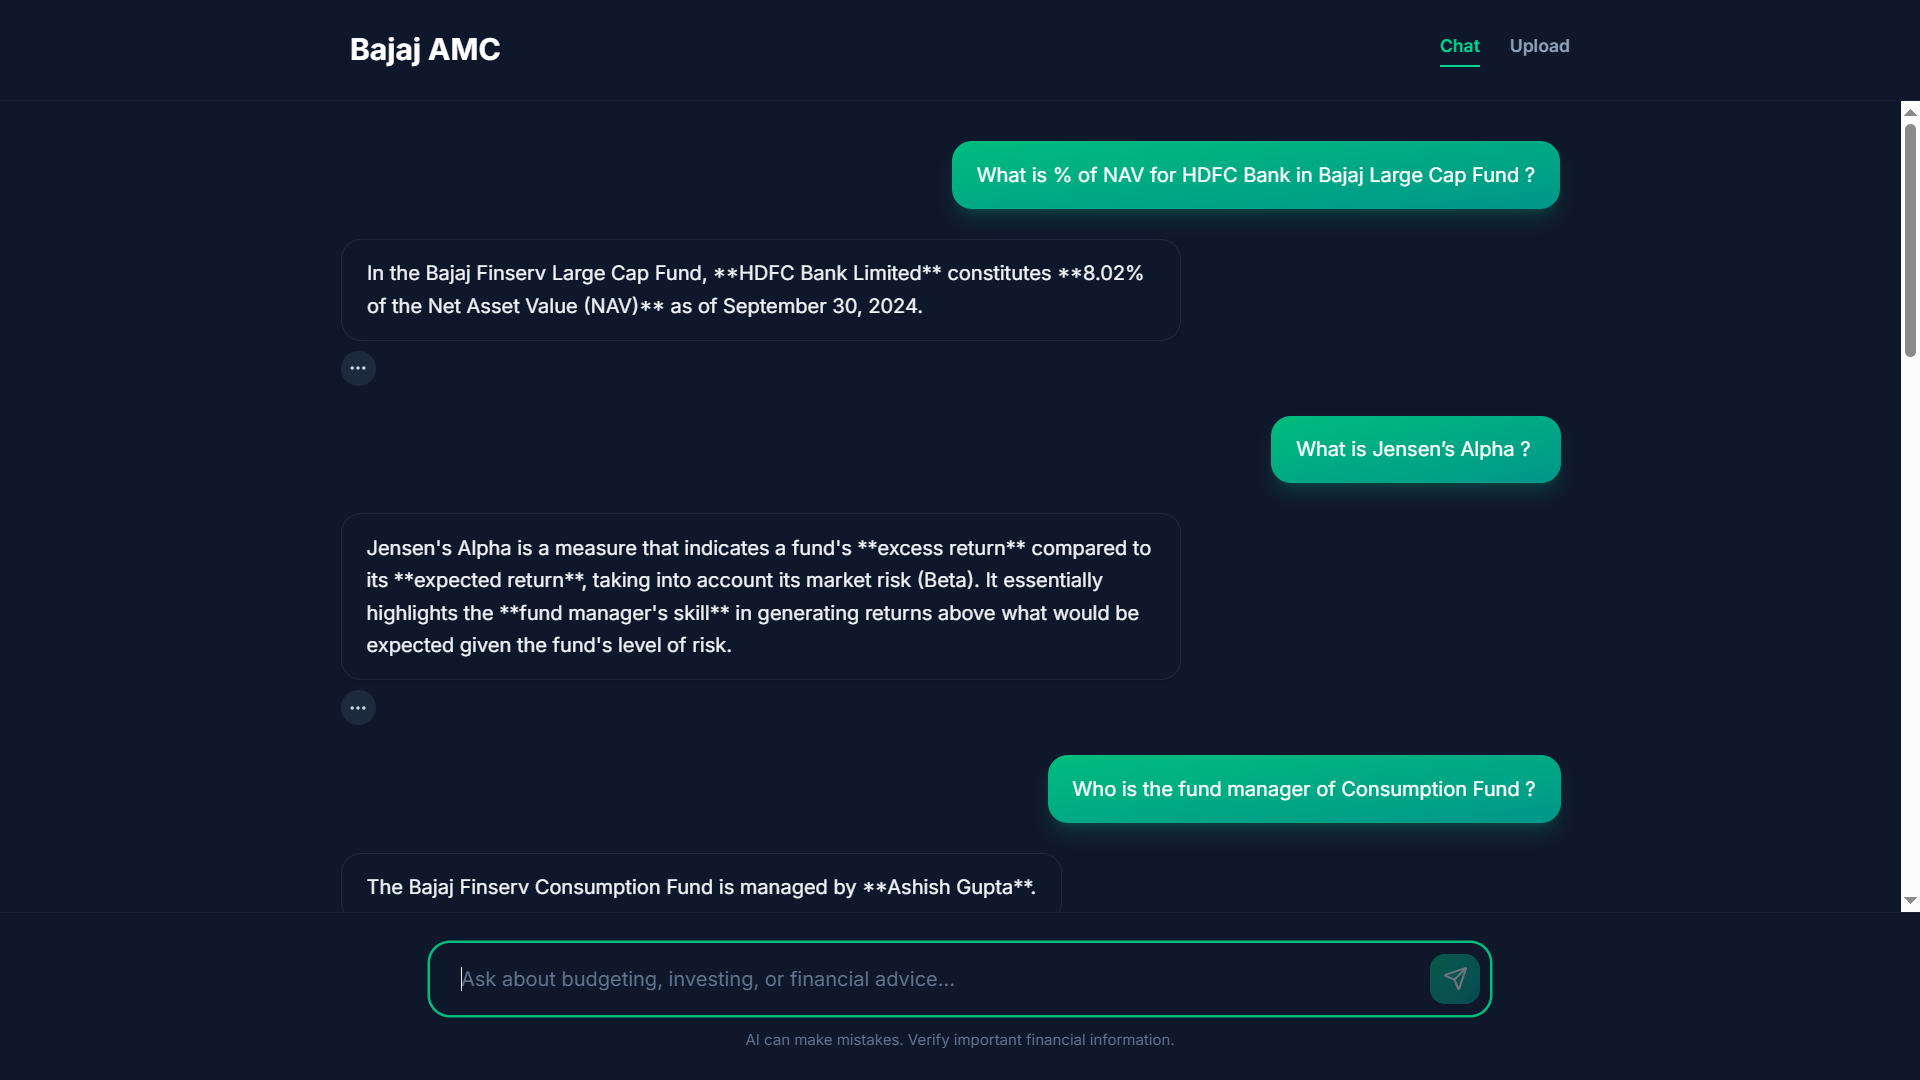 Bajaj AMC
Chat
Upload
What is % of NAV for HDFC Bank in Bajaj Large Cap Fund ?
In the Bajaj Finserv Large Cap Fund, **HDFC Bank Limited** constitutes **8.02%
of the Net Asset Value (NAV)** as of September 30, 2024.
What is Jensen’s Alpha ?
Jensen's Alpha is a measure that indicates a fund's **excess return** compared to
its **expected return**, taking into account its market risk (Beta). It essentially
highlights the **fund manager's skill** in generating returns above what would be
expected given the fund's level of risk.
Who is the fund manager of Consumption Fund ?
The Bajaj Finserv Consumption Fund is managed by **Ashish Gupta**.
Ask about budgeting, investing, or financial advice...
AI can make mistakes. Verify important financial information.